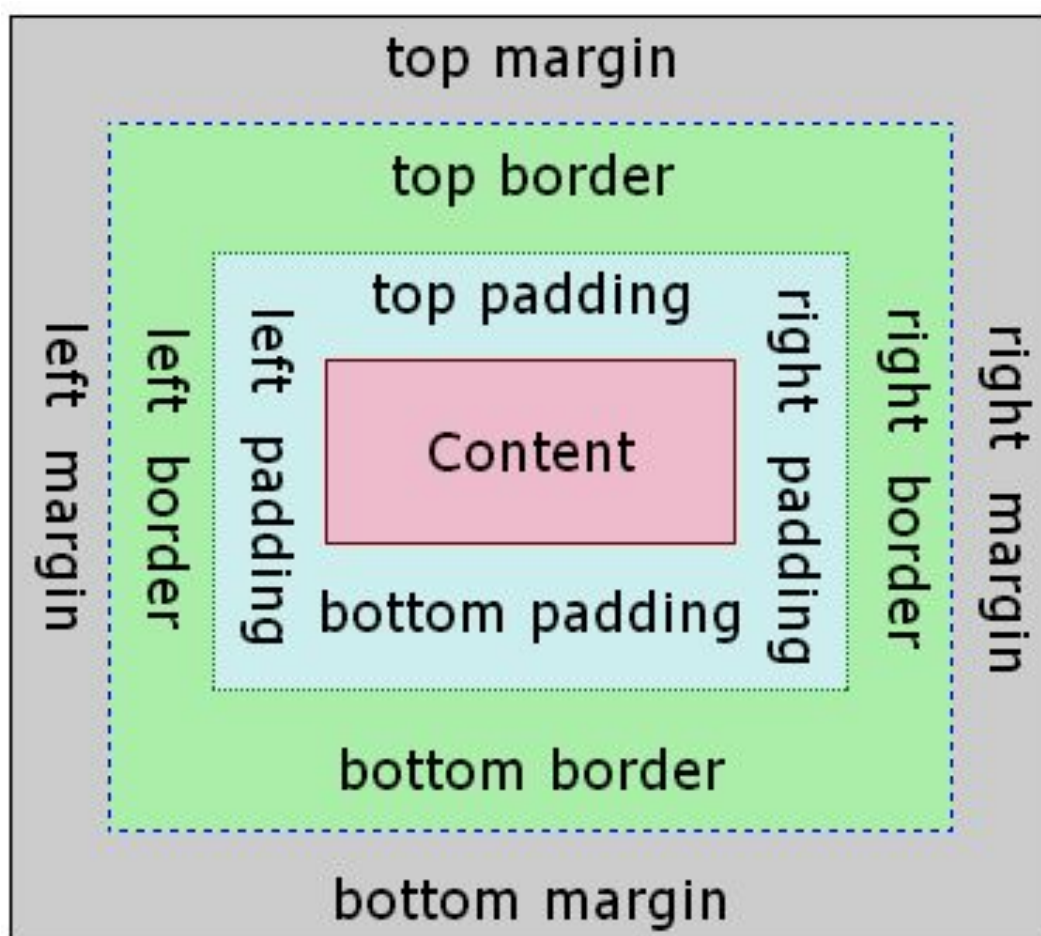 top margin
top border
top padding
left margin
left border
left padding
Content
right padding
right border
right margin
bottom padding
bottom border
bottom margin